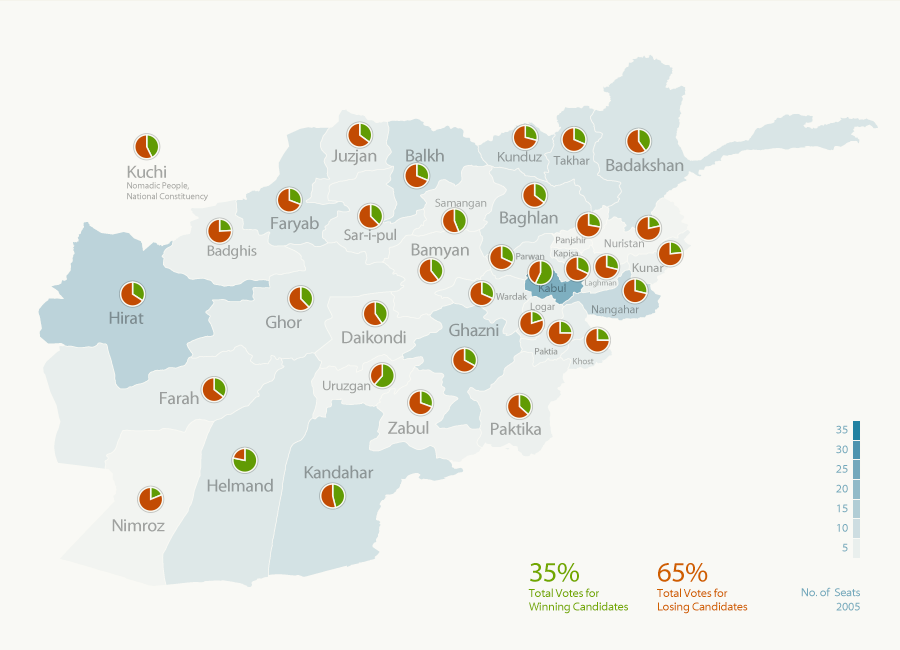 Juzjan
Balkh
Kunduz
Takhar
Badakshan
Kuchi
Nomadic People,
National Constituency
Samangan
Faryab
Sar-i-pul
Baghlan
Badghis
Bamyan
Panjshir
Nuristan
Parwan
Kapisa
Kunar
Laghman
Kabul
Hirat
Ghor
Wardak
Logar
Nangahar
Daikondi
Ghazni
Paktia
Khost
Uruzgan
Farah
Zabul
Paktika
Kandahar
Helmand
Nimroz
35
30
25
20
15
10
5
35%
Total Votes for
Winning Candidates
65%
Total Votes for
Losing Candidates
No. of Seats
2005